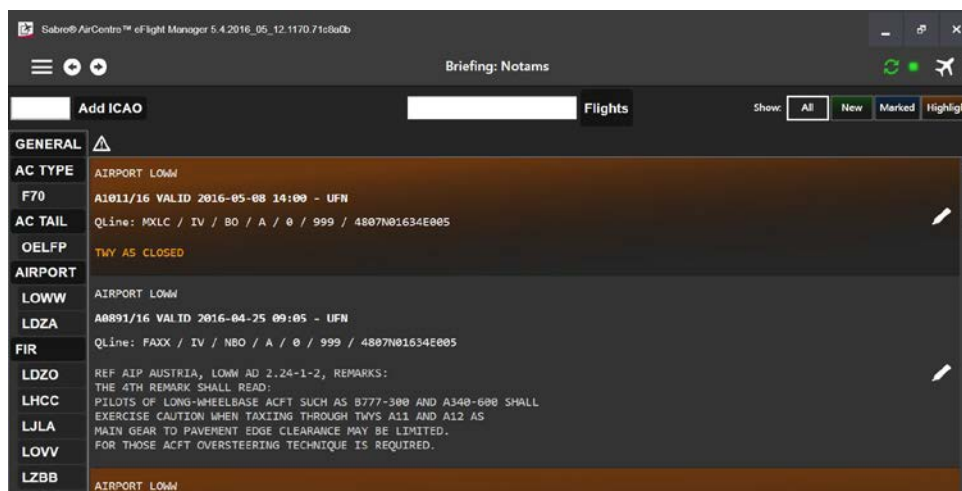 Sabre® AirCentre™ eFlight Manager 5.4.2016_05_12.1170.71c8a0b
Briefing: Notams
Add ICAO
Flights
Show: All New Marked Highlig
GENERAL
AC TYPE
F70
AC TAIL
OELFP
AIRPORT
LOWW
LDZA
FIR
LDZO
LHCC
LJLA
LOVV
LZBB
AIRPORT LOWW
A1011/16 VALID 2016-05-08 14:00 - UFN
QLine: MXLC / IV / BO / A / 0 / 999 / 4807N01634E005
TWY AS CLOSED
AIRPORT LOWW
A0891/16 VALID 2016-04-25 09:05 - UFN
QLine: FAXX / IV / NBO / A / 0 / 999 / 4807N01634E005
REF AIP AUSTRIA, LOWW AD 2.24-1-2, REMARKS:
THE 4TH REMARK SHALL READ:
PILOTS OF LONG-WHEELBASE ACFT SUCH AS B777-300 AND A340-600 SHALL
EXERCISE CAUTION WHEN TAXIING THROUGH TWYS A11 AND A12 AS
MAIN GEAR TO PAVEMENT EDGE CLEARANCE MAY BE LIMITED.
FOR THOSE ACFT OVERSTEERING TECHNIQUE IS REQUIRED.
AIRPORT LOWW